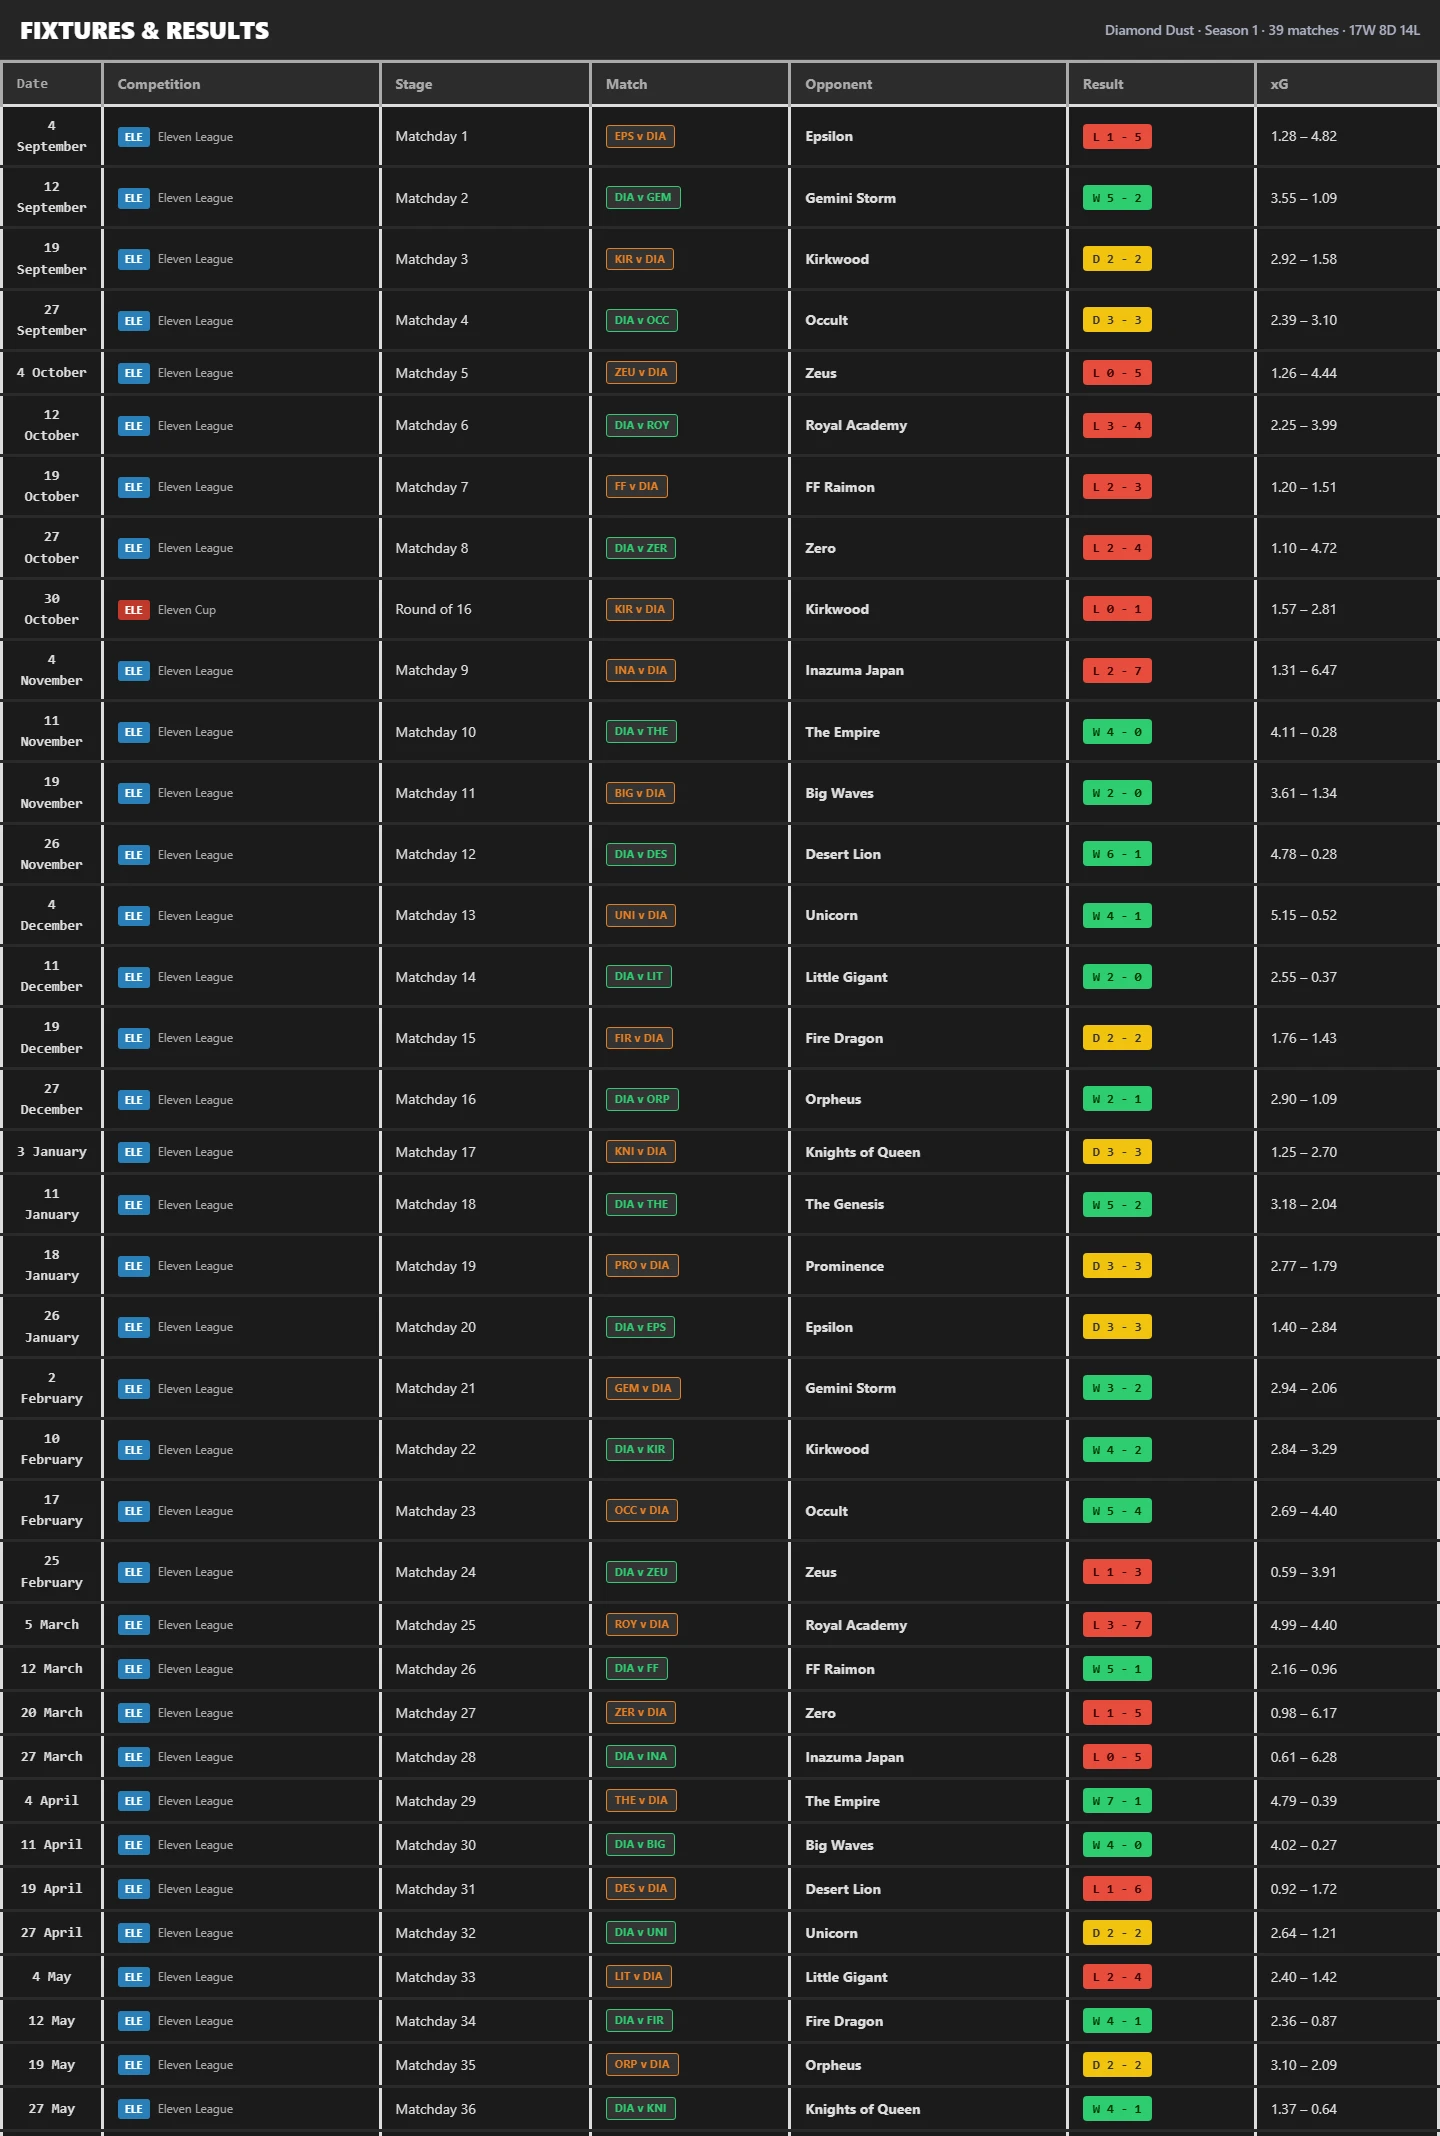 FIXTURES & RESULTS
Diamond Dust · Season 1 · 39 matches · 17W 8D 14L
Date Competition Stage Match Opponent Result xG
4 September ELE Eleven League Matchday 1 EPS v DIA Epsilon L 1 - 5 1.28 – 4.82
12 September ELE Eleven League Matchday 2 DIA v GEM Gemini Storm W 5 - 2 3.55 – 1.09
19 September ELE Eleven League Matchday 3 KIR v DIA Kirkwood D 2 - 2 2.92 – 1.58
27 September ELE Eleven League Matchday 4 DIA v OCC Occult D 3 - 3 2.39 – 3.10
4 October ELE Eleven League Matchday 5 ZEU v DIA Zeus L 0 - 5 1.26 – 4.44
12 October ELE Eleven League Matchday 6 DIA v ROY Royal Academy L 3 - 4 2.25 – 3.99
19 October ELE Eleven League Matchday 7 FF v DIA FF Raimon L 2 - 3 1.20 – 1.51
27 October ELE Eleven League Matchday 8 DIA v ZER Zero L 2 - 4 1.10 – 4.72
30 October ELE Eleven Cup Round of 16 KIR v DIA Kirkwood L 0 - 1 1.57 – 2.81
4 November ELE Eleven League Matchday 9 INA v DIA Inazuma Japan L 2 - 7 1.31 – 6.47
11 November ELE Eleven League Matchday 10 DIA v THE The Empire W 4 - 0 4.11 – 0.28
19 November ELE Eleven League Matchday 11 BIG v DIA Big Waves W 2 - 0 3.61 – 1.34
26 November ELE Eleven League Matchday 12 DIA v DES Desert Lion W 6 - 1 4.78 – 0.28
4 December ELE Eleven League Matchday 13 UNI v DIA Unicorn W 4 - 1 5.15 – 0.52
11 December ELE Eleven League Matchday 14 DIA v LIT Little Gigant W 2 - 0 2.55 – 0.37
19 December ELE Eleven League Matchday 15 FIR v DIA Fire Dragon D 2 - 2 1.76 – 1.43
27 December ELE Eleven League Matchday 16 DIA v ORP Orpheus W 2 - 1 2.90 – 1.09
3 January ELE Eleven League Matchday 17 KNI v DIA Knights of Queen D 3 - 3 1.25 – 2.70
11 January ELE Eleven League Matchday 18 DIA v THE The Genesis W 5 - 2 3.18 – 2.04
18 January ELE Eleven League Matchday 19 PRO v DIA Prominence D 3 - 3 2.77 – 1.79
26 January ELE Eleven League Matchday 20 DIA v EPS Epsilon D 3 - 3 1.40 – 2.84
2 February ELE Eleven League Matchday 21 GEM v DIA Gemini Storm W 3 - 2 2.94 – 2.06
10 February ELE Eleven League Matchday 22 DIA v KIR Kirkwood W 4 - 2 2.84 – 3.29
17 February ELE Eleven League Matchday 23 OCC v DIA Occult W 5 - 4 2.69 – 4.40
25 February ELE Eleven League Matchday 24 DIA v ZEU Zeus L 1 - 3 0.59 – 3.91
5 March ELE Eleven League Matchday 25 ROY v DIA Royal Academy L 3 - 7 4.99 – 4.40
12 March ELE Eleven League Matchday 26 DIA v FF FF Raimon W 5 - 1 2.16 – 0.96
20 March ELE Eleven League Matchday 27 ZER v DIA Zero L 1 - 5 0.98 – 6.17
27 March ELE Eleven League Matchday 28 DIA v INA Inazuma Japan L 0 - 5 0.61 – 6.28
4 April ELE Eleven League Matchday 29 THE v DIA The Empire W 7 - 1 4.79 – 0.39
11 April ELE Eleven League Matchday 30 DIA v BIG Big Waves W 4 - 0 4.02 – 0.27
19 April ELE Eleven League Matchday 31 DES v DIA Desert Lion L 1 - 6 0.92 – 1.72
27 April ELE Eleven League Matchday 32 DIA v UNI Unicorn D 2 - 2 2.64 – 1.21
4 May ELE Eleven League Matchday 33 LIT v DIA Little Gigant L 2 - 4 2.40 – 1.42
12 May ELE Eleven League Matchday 34 DIA v FIR Fire Dragon W 4 - 1 2.36 – 0.87
19 May ELE Eleven League Matchday 35 ORP v DIA Orpheus D 2 - 2 3.10 – 2.09
27 May ELE Eleven League Matchday 36 DIA v KNI Knights of Queen W 4 - 1 1.37 – 0.64